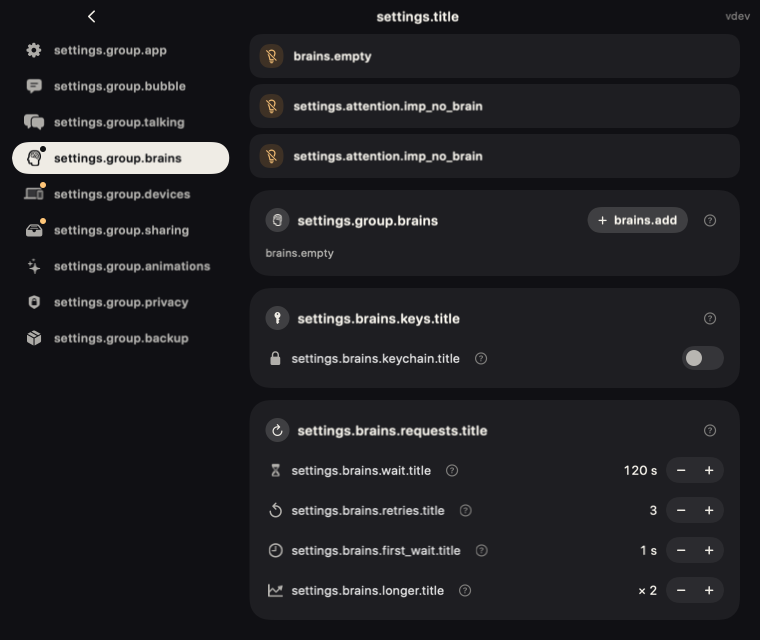 settings.title
vdev
settings.group.app
settings.group.bubble
settings.group.talking
settings.group.brains
settings.group.devices
settings.group.sharing
settings.group.animations
settings.group.privacy
settings.group.backup
brains.empty
settings.attention.imp_no_brain
settings.attention.imp_no_brain
settings.group.brains
+ brains.add
?
brains.empty
settings.brains.keys.title
?
settings.brains.keychain.title ?
settings.brains.requests.title
?
settings.brains.wait.title ? 120 s − +
settings.brains.retries.title ? 3 − +
settings.brains.first_wait.title ? 1 s − +
settings.brains.longer.title ? × 2 − +